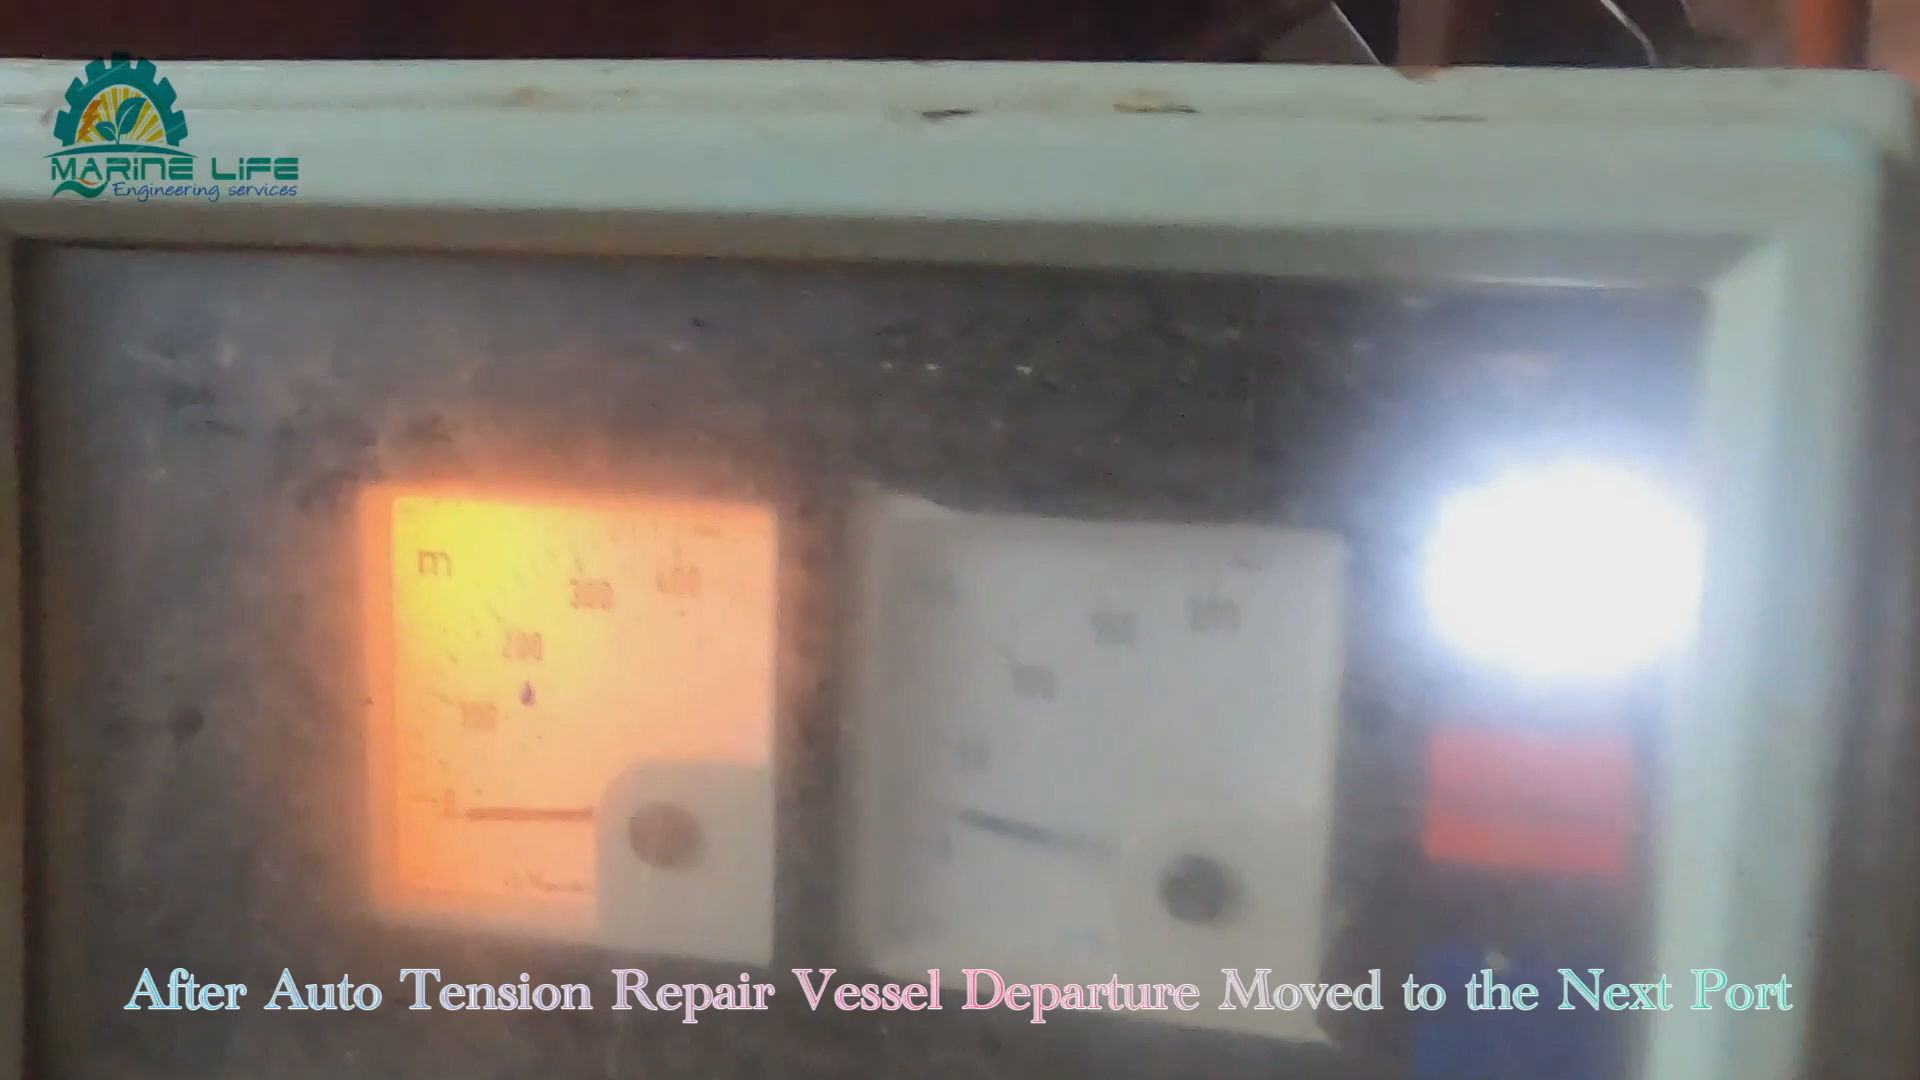 MARINE LIFE
Engineering services
m
300
400
200
100
0
After Auto Tension Repair Vessel Departure Moved to the Next Port